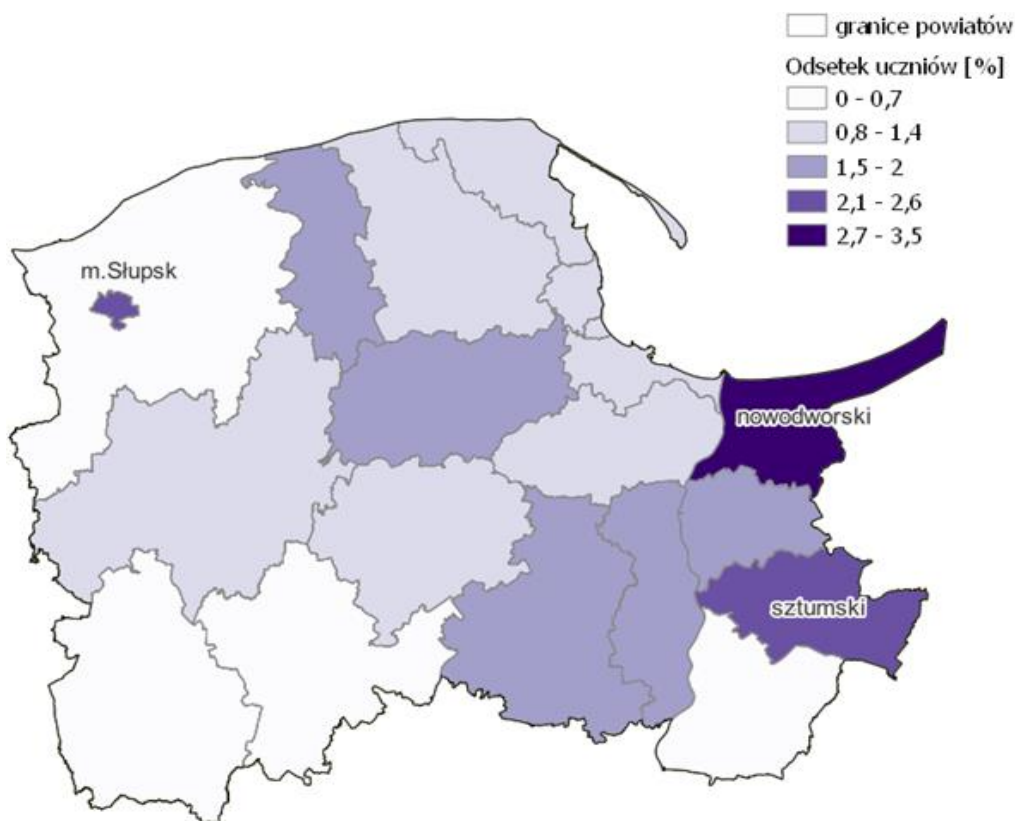 granice powiatów
Odsetek uczniów [%]
0 - 0,7
0,8 - 1,4
1,5 - 2
2,1 - 2,6
2,7 - 3,5
m.Słupsk
nowodworski
sztumski